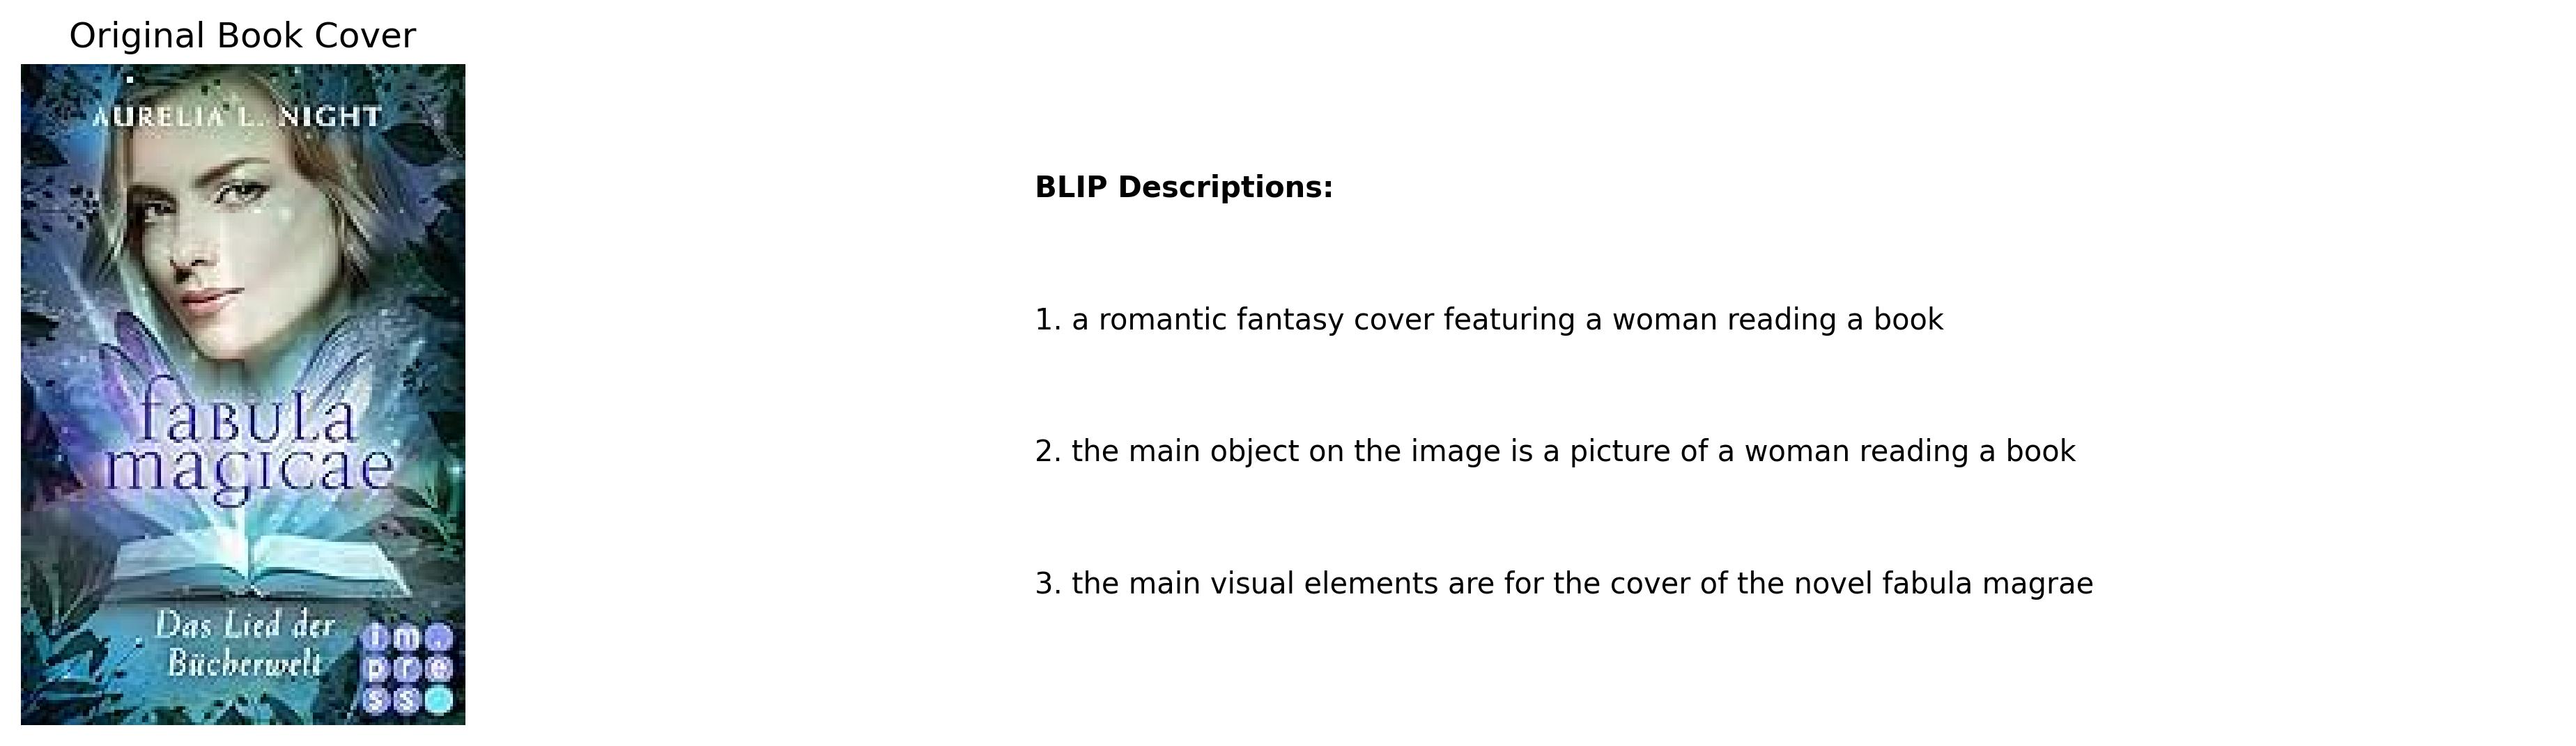 Original Book Cover
AURELIA L. NIGHT
fabula
magicae
Das Lied der
Bücherwelt
im.
pre
ss
BLIP Descriptions:
1. a romantic fantasy cover featuring a woman reading a book
2. the main object on the image is a picture of a woman reading a book
3. the main visual elements are for the cover of the novel fabula magrae